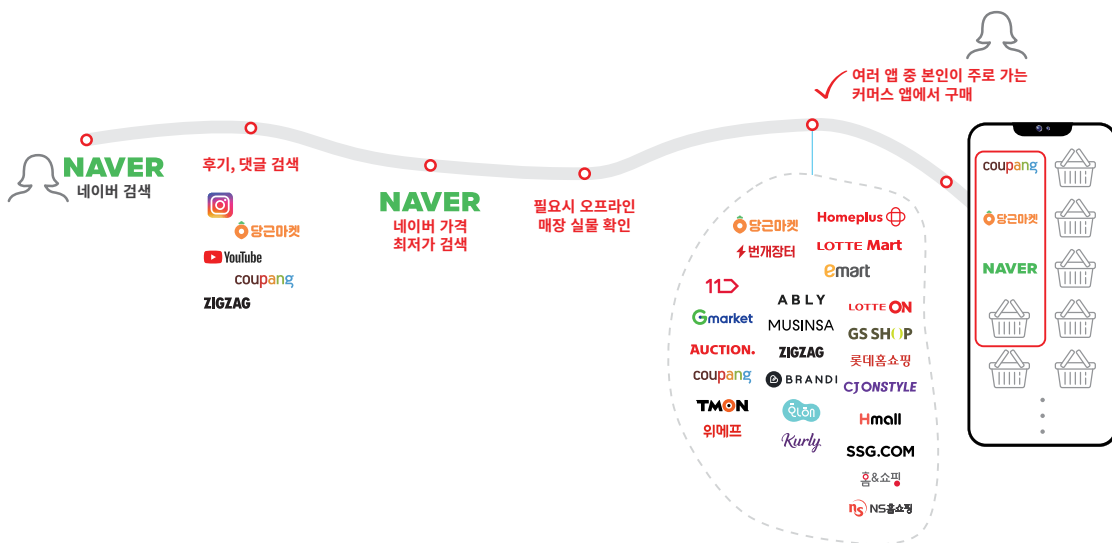 NAVER
네이버 검색
후기, 댓글 검색
당근마켓
YouTube
coupang
ZIGZAG
NAVER
네이버 가격
최저가 검색
필요시 오프라인
매장 실물 확인
여러 앱 중 본인이 주로 가는
커머스 앱에서 구매
당근마켓
번개장터
Homeplus
LOTTE Mart
emart
11
Gmarket
AUCTION.
coupang
TMON
위메프
ABLY
MUSINSA
ZIGZAG
BRANDI
Kurly
LOTTE ON
GS SHOP
롯데홈쇼핑
CJ ONSTYLE
Hmall
SSG.COM
홈&쇼핑
ns NS홈쇼핑
coupang
당근마켓
NAVER